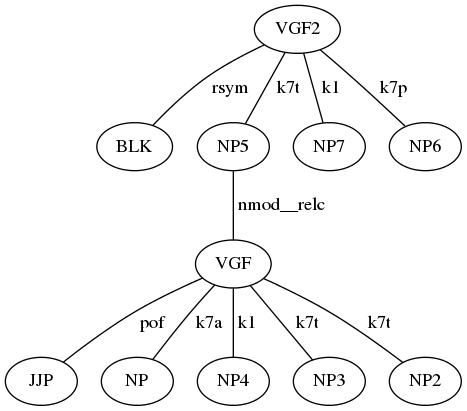 VGF2
rsym k7t k1 k7p
BLK NP5 NP7 NP6
nmod__relc
VGF
pof k7a k1 k7t k7t
JJP NP NP4 NP3 NP2